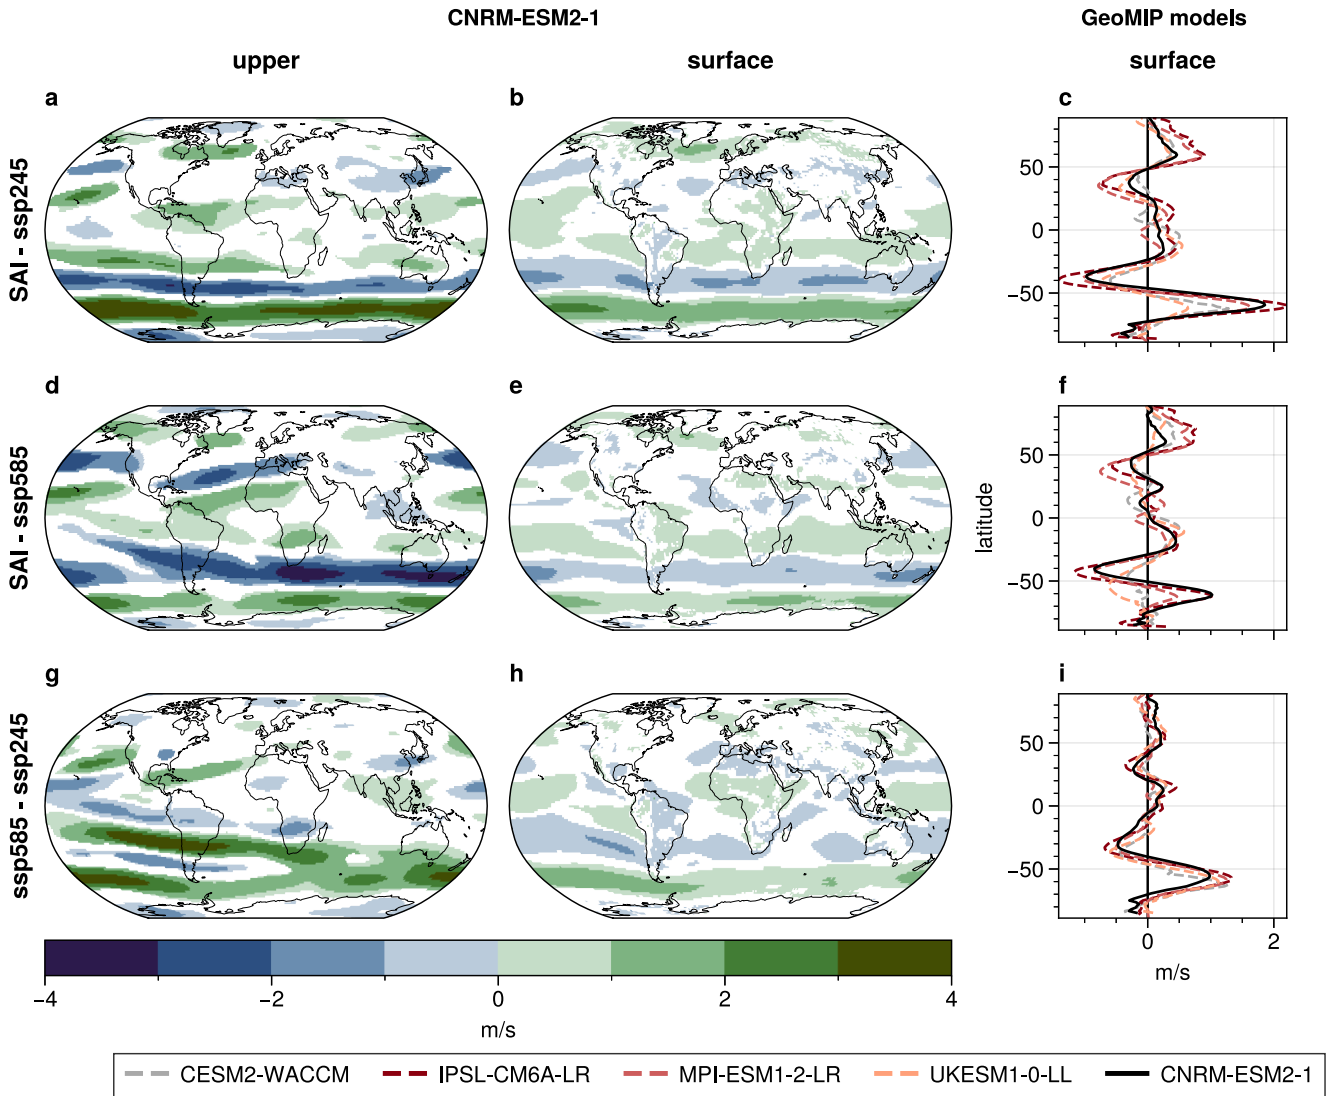 CNRM-ESM2-1
GeoMIP models
upper
surface
surface
a
b
c
SAI - ssp245
50
0
−50
d
e
f
SAI - ssp585
latitude
50
0
−50
g
h
i
ssp585 - ssp245
50
0
−50
0
2
m/s
−4
−2
0
2
4
m/s
CESM2-WACCM
IPSL-CM6A-LR
MPI-ESM1-2-LR
UKESM1-0-LL
CNRM-ESM2-1